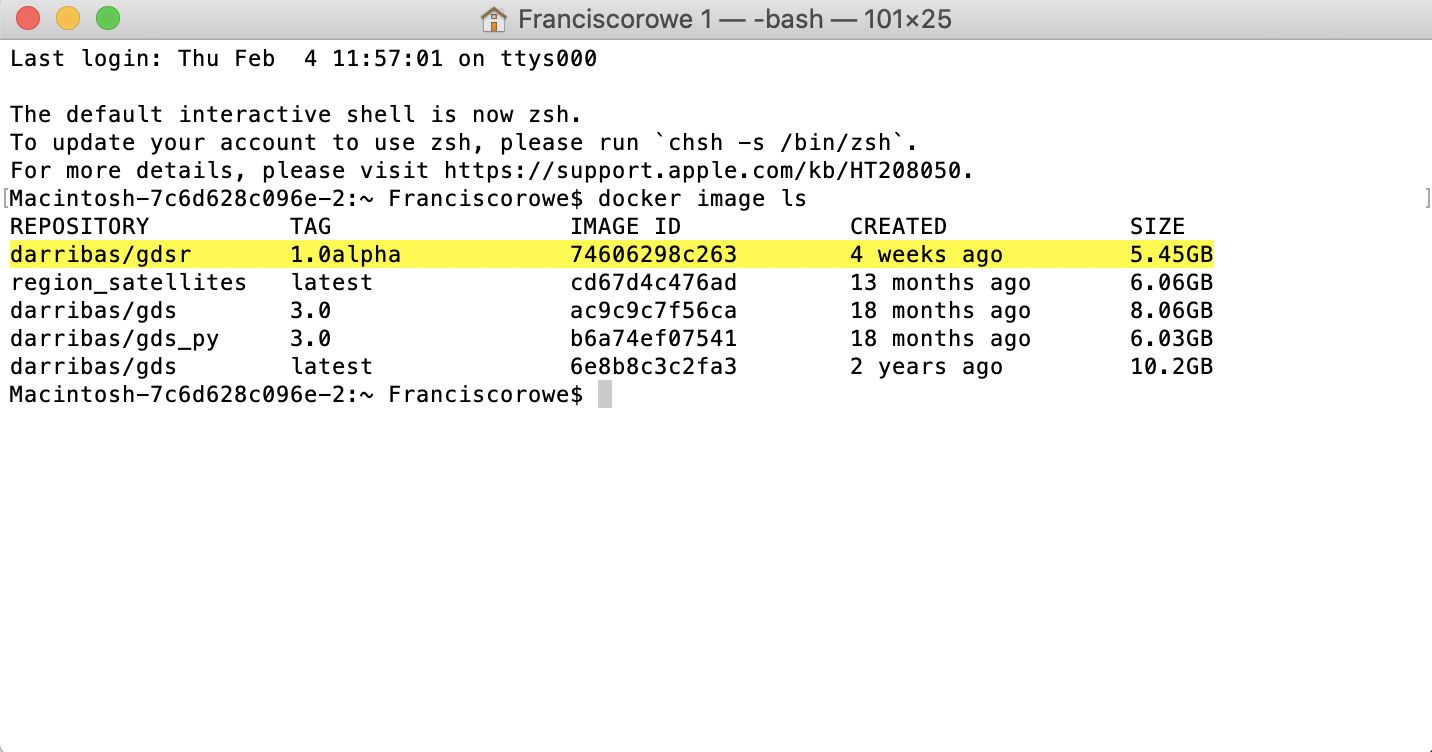 Franciscorowe 1 — -bash — 101×25
Last login: Thu Feb  4 11:57:01 on ttys000
The default interactive shell is now zsh.
To update your account to use zsh, please run `chsh -s /bin/zsh`.
For more details, please visit https://support.apple.com/kb/HT208050.
[Macintosh-7c6d628c096e-2:~ Franciscorowe$ docker image ls ]
REPOSITORY          TAG                 IMAGE ID            CREATED             SIZE
darribas/gdsr       1.0alpha            74606298c263        4 weeks ago         5.45GB
region_satellites   latest              cd67d4c476ad        13 months ago       6.06GB
darribas/gds        3.0                 ac9c9c7f56ca        18 months ago       8.06GB
darribas/gds_py     3.0                 b6a74ef07541        18 months ago       6.03GB
darribas/gds        latest              6e8b8c3c2fa3        2 years ago         10.2GB
Macintosh-7c6d628c096e-2:~ Franciscorowe$